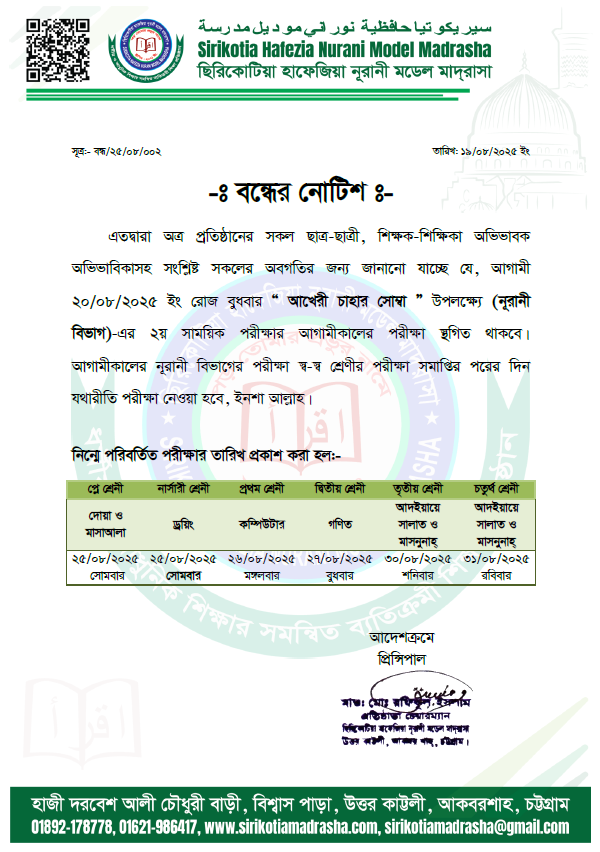 سيريكوتيا حافظية نوراني موديل مدرسة
Sirikotia Hafezia Nurani Model Madrasha
ছিরিকোটিয়া হাফেজিয়া নূরানী মডেল মাদ্‌রাসা
সূত্র:- বন্ধ/২৫/০৮/০০২ তারিখ: ১৯/০৮/২০২৫ ইং
-ঃ বন্ধের নোটিশ ঃ-
এতদ্বারা অত্র প্রতিষ্ঠানের সকল ছাত্র-ছাত্রী, শিক্ষক-শিক্ষিকা অভিভাবক
অভিভাবিকাসহ সংশ্লিষ্ট সকলের অবগতির জন্য জানানো যাচ্ছে যে, আগামী
২০/০৮/২০২৫ ইং রোজ বুধবার “ আখেরী চাহার সোম্বা ” উপলক্ষ্যে (নূরানী
বিভাগ)-এর ২য় সাময়িক পরীক্ষার আগামীকালের পরীক্ষা স্থগিত থাকবে।
আগামীকালের নূরানী বিভাগের পরীক্ষা স্ব-স্ব শ্রেণীর পরীক্ষা সমাপ্তির পরের দিন
যথারীতি পরীক্ষা নেওয়া হবে, ইনশা আল্লাহ।
নিম্নে পরিবর্তিত পরীক্ষার তারিখ প্রকাশ করা হল:-
প্লে শ্রেনী নার্সারী শ্রেনী প্রথম শ্রেনী দ্বিতীয় শ্রেনী তৃতীয় শ্রেনী চতুর্থ শ্রেনী
দোয়া ও মাসাআলা ড্রয়িং কম্পিউটার গণিত আদইয়ায়ে সালাত ও মাসনুনাহ্ আদইয়ায়ে সালাত ও মাসনুনাহ্
২৫/০৮/২০২৫ ২৫/০৮/২০২৫ ২৬/০৮/২০২৫ ২৭/০৮/২০২৫ ৩০/০৮/২০২৫ ৩১/০৮/২০২৫
সোমবার সোমবার মঙ্গলবার বুধবার শনিবার রবিবার
আদেশক্রমে
প্রিন্সিপাল
মাও: মোঃ রফিকুল ইসলাম
প্রতিষ্ঠাতা চেয়ারম্যান
ছিরিকোটিয়া হাফেজিয়া নূরানী মডেল মাদ্‌রাসা
উত্তর কাট্টলী, আকবর শাহ্, চট্টগ্রাম।
হাজী দরবেশ আলী চৌধুরী বাড়ী, বিশ্বাস পাড়া, উত্তর কাট্টলী, আকবরশাহ, চট্টগ্রাম
01892-178778, 01621-986417, www.sirikotiamadrasha.com, sirikotiamadrasha@gmail.com